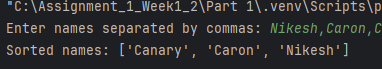 "C:\Assignment_1_Week1_2\Part 1\.venv\Scripts\p
Enter names separated by commas: Nikesh,Caron,C
Sorted names: ['Canary', 'Caron', 'Nikesh']